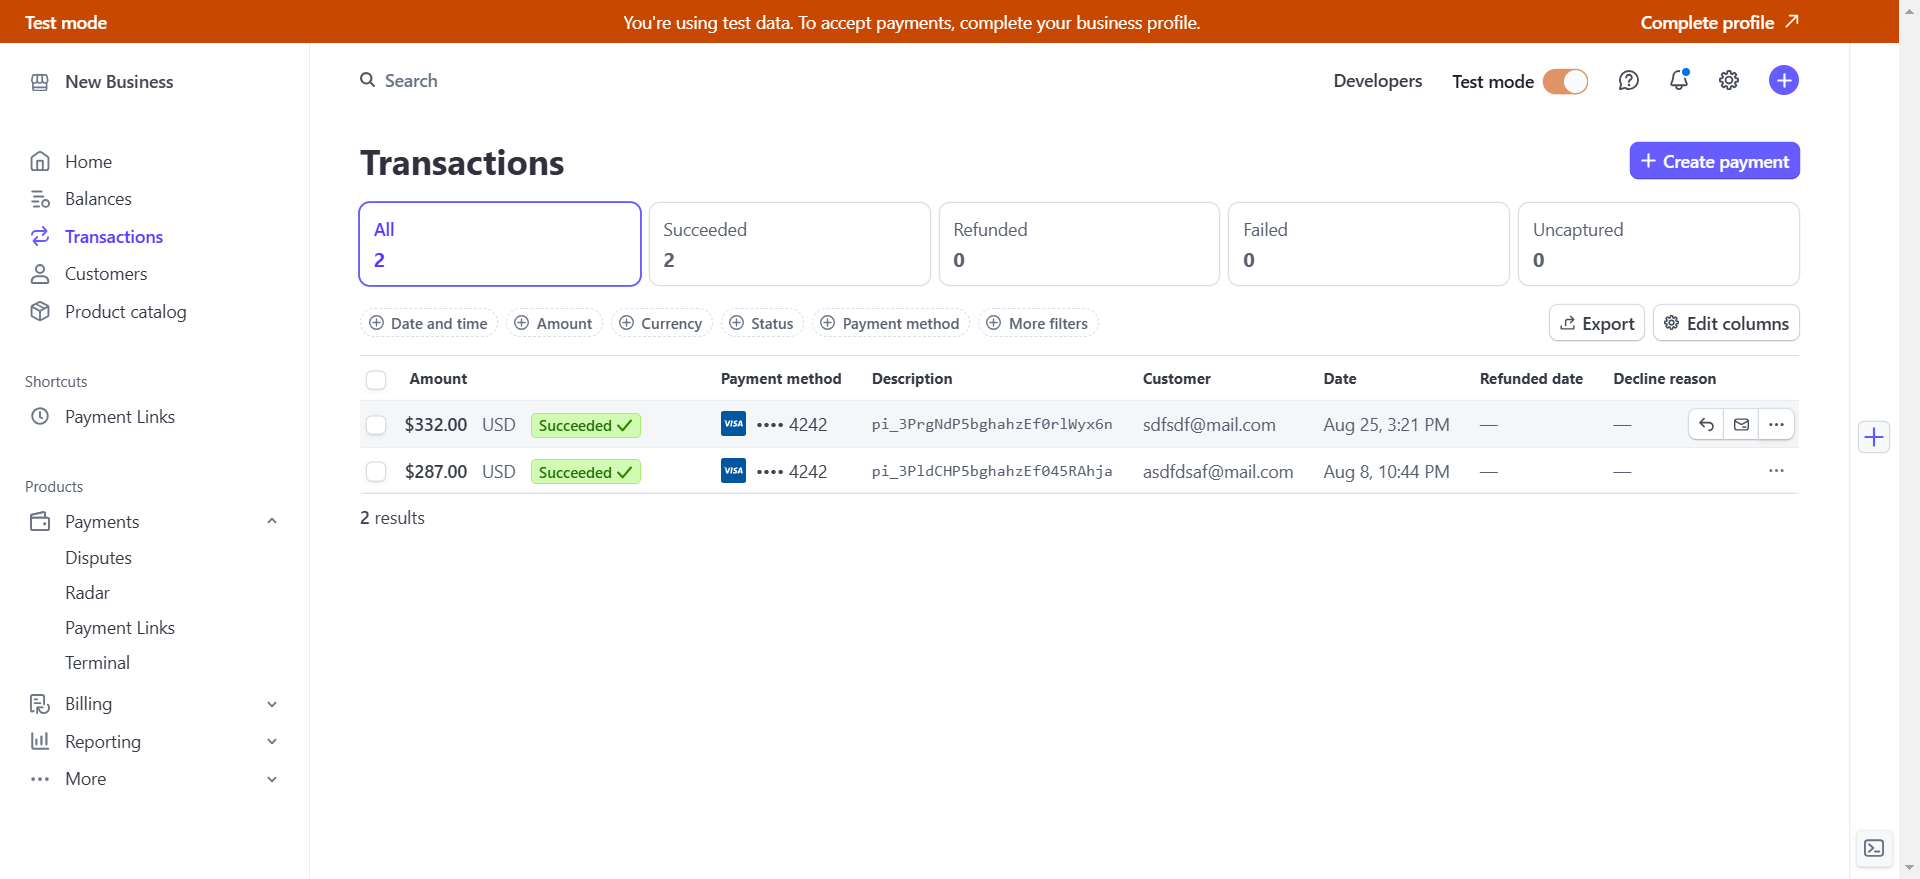 Test mode
You're using test data. To accept payments, complete your business profile.
Complete profile
New Business
Search
Developers
Test mode
Home
Balances
Transactions
Customers
Product catalog
Shortcuts
Payment Links
Products
Payments
Disputes
Radar
Payment Links
Terminal
Billing
Reporting
More
Transactions
Create payment
All
2
Succeeded
2
Refunded
0
Failed
0
Uncaptured
0
Date and time
Amount
Currency
Status
Payment method
More filters
Export
Edit columns
Amount Payment method Description Customer Date Refunded date Decline reason
$332.00 USD Succeeded VISA •••• 4242 pi_3PrgNdP5bghahzEf0rlWyx6n sdfsdf@mail.com Aug 25, 3:21 PM — —
$287.00 USD Succeeded VISA •••• 4242 pi_3PldCHP5bghahzEf045RAhja asdfdsaf@mail.com Aug 8, 10:44 PM — —
2 results